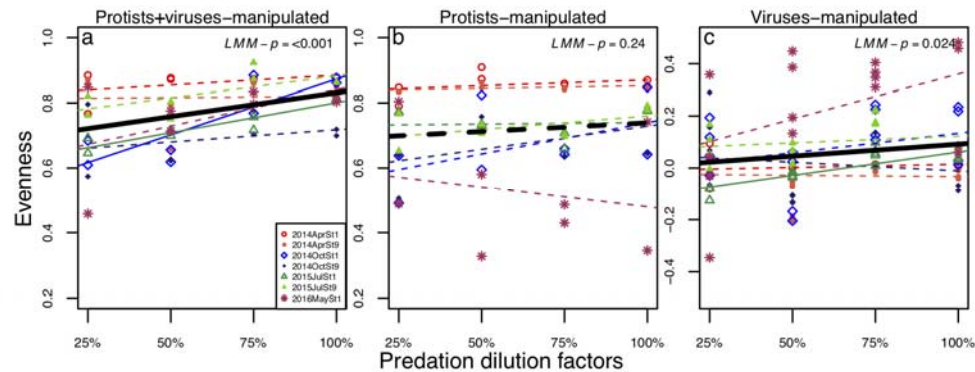 Protists+viruses−manipulated
Protists−manipulated
Viruses−manipulated
a
LMM − p = <0.001
b
LMM − p = 0.24
c
LMM − p = 0.024
Evenness
1.0
0.8
0.6
0.4
0.2
1.0
0.8
0.6
0.4
0.2
0.4
0.2
0.0
−0.2
−0.4
2014AprSt1
2014AprSt9
2014OctSt1
2014OctSt9
2015JulSt1
2015JulSt9
2016MaySt1
25% 50% 75% 100%
25% 50% 75% 100%
25% 50% 75% 100%
Predation dilution factors